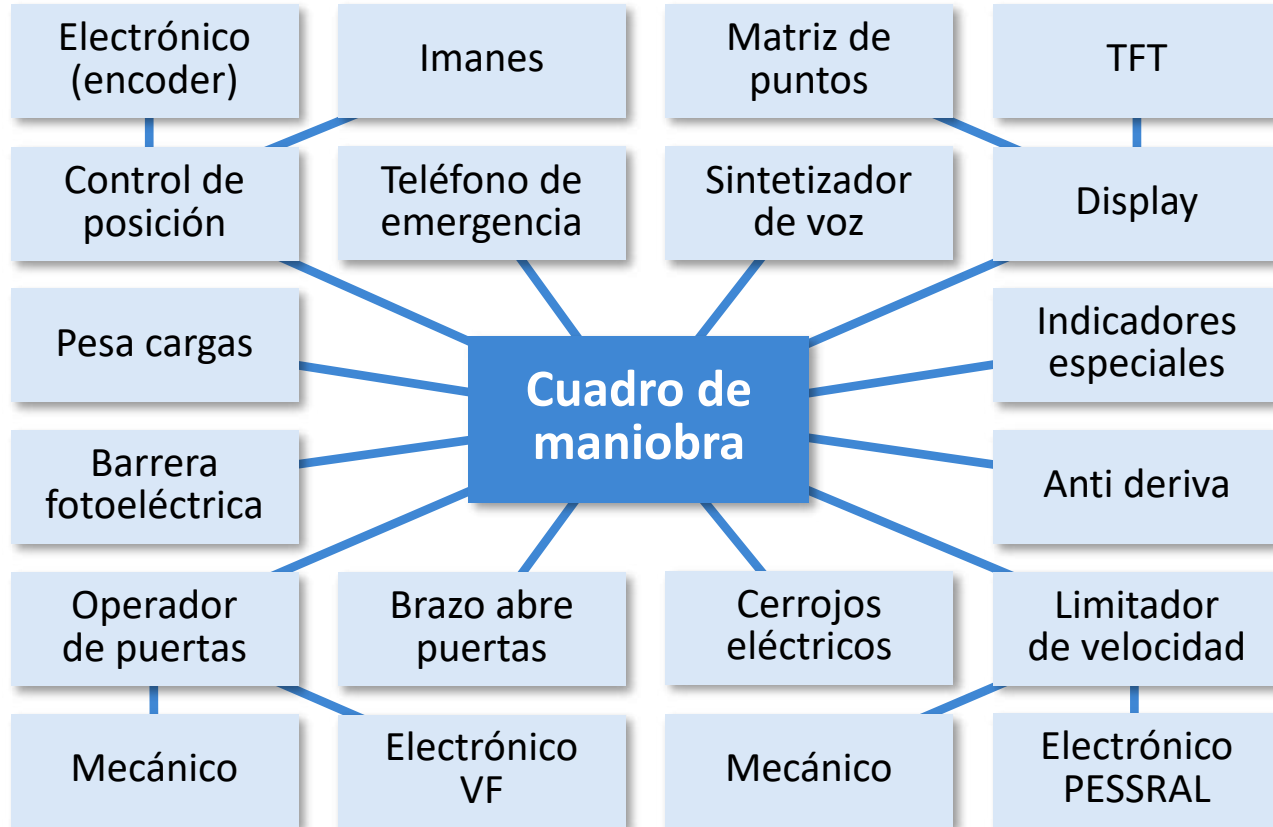 Electrónico
(encoder)
Imanes
Matriz de
puntos
TFT
Control de
posición
Teléfono de
emergencia
Sintetizador
de voz
Display
Pesa cargas
Cuadro de
maniobra
Indicadores
especiales
Barrera
fotoeléctrica
Anti deriva
Operador
de puertas
Brazo abre
puertas
Cerrojos
eléctricos
Limitador
de velocidad
Mecánico
Electrónico
VF
Mecánico
Electrónico
PESSRAL